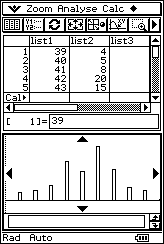 Zoom Analyse Calc
list1 list2 list3
1 39 4
2 40 5
3 41 8
4 42 20
5 43 15
Cal
[ 1]= 39
Rad Auto